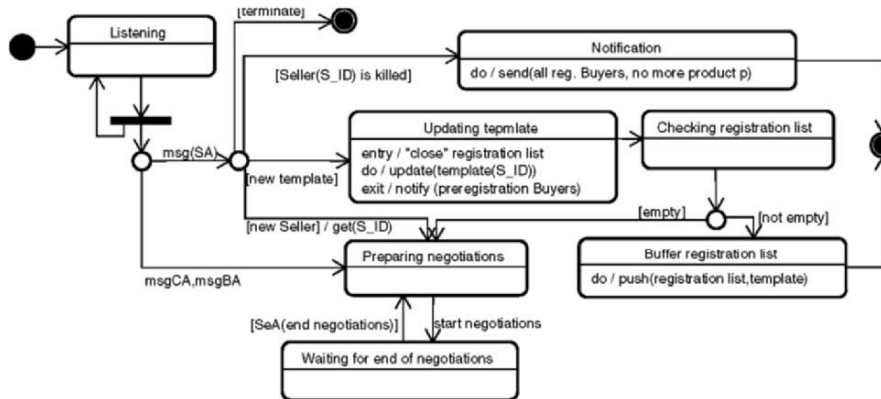 [terminate]
Listening
Notification
do / send(all reg. Buyers, no more product p)
[Seller(S_ID) is killed]
Updating tepmlate
entry / "close" registration list
do / update(template(S_ID))
exit / notify (preregistration Buyers)
Checking registration list
msg(SA)
[new template]
[new Seller] / get(S_ID)
[empty]
[not empty]
Preparing negotiations
Buffer registration list
do / push(registration list,template)
msgCA,msgBA
[SeA(end negotiations)]
start negotiations
Waiting for end of negotiations